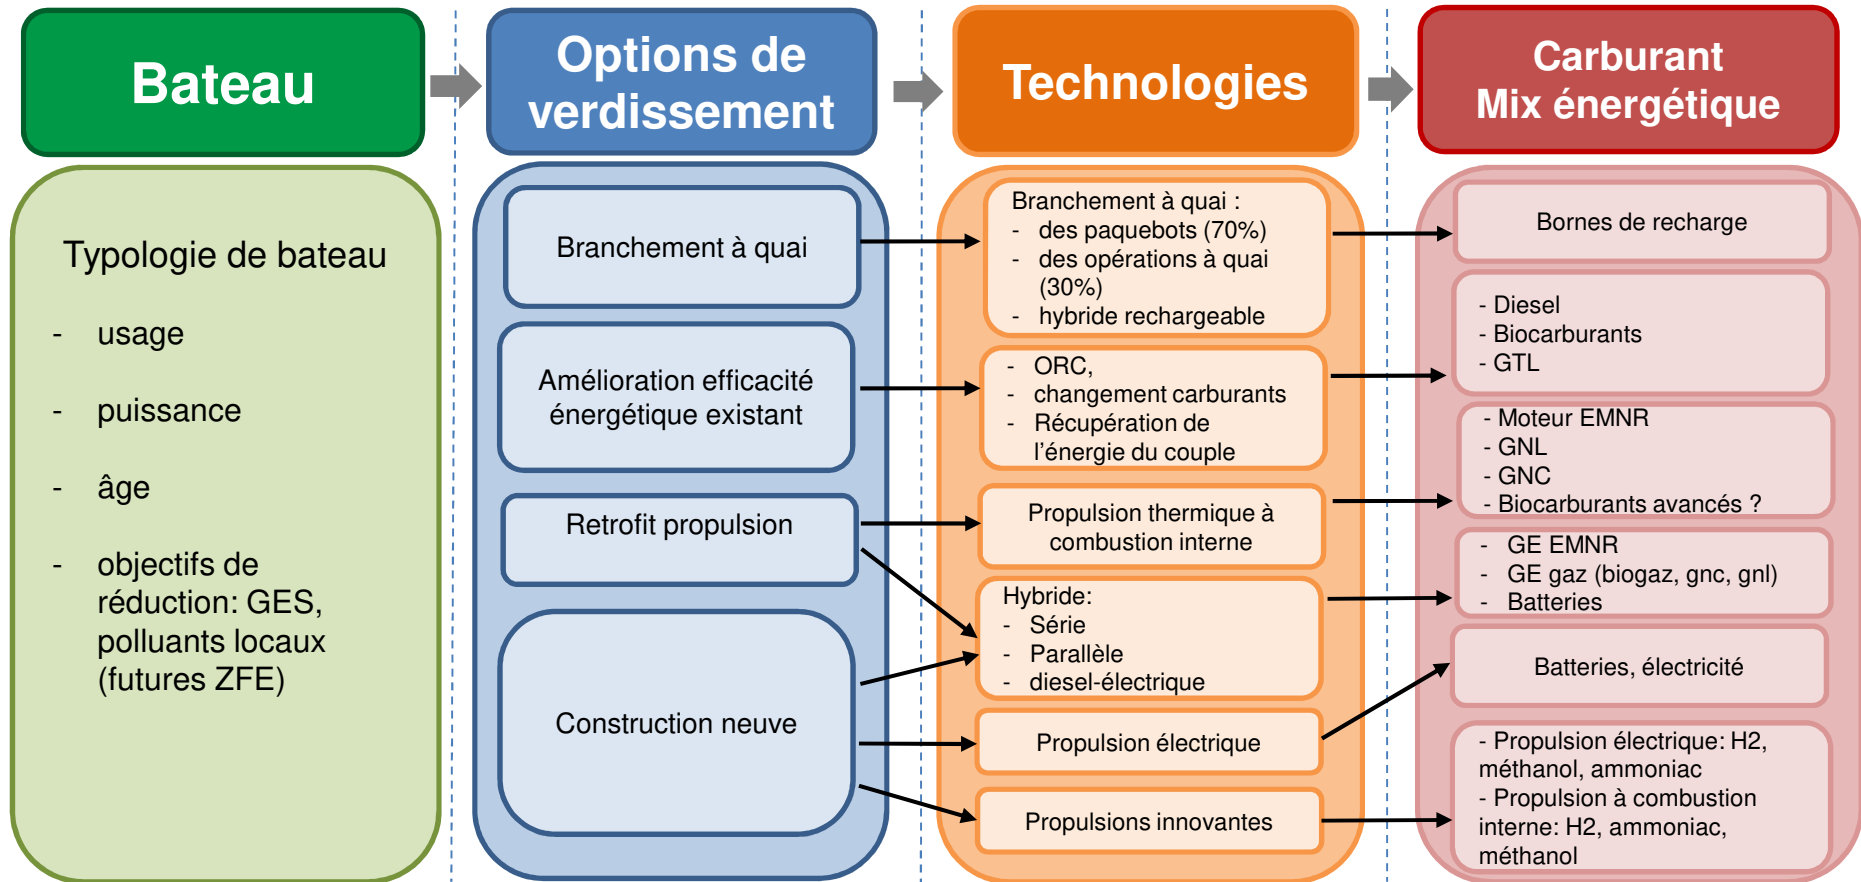 Bateau
Options de
verdissement
Technologies
Carburant
Mix énergétique
Typologie de bateau
- usage
- puissance
- âge
- objectifs de
réduction: GES,
polluants locaux
(futures ZFE)
Branchement à quai
Amélioration efficacité
énergétique existant
Retrofit propulsion
Construction neuve
Branchement à quai :
- des paquebots (70%)
- des opérations à quai
(30%)
- hybride rechargeable
- ORC,
- changement carburants
- Récupération de
l'énergie du couple
Propulsion thermique à
combustion interne
Hybride:
- Série
- Parallèle
- diesel-électrique
Propulsion électrique
Propulsions innovantes
Bornes de recharge
- Diesel
- Biocarburants
- GTL
- Moteur EMNR
- GNL
- GNC
- Biocarburants avancés ?
- GE EMNR
- GE gaz (biogaz, gnc, gnl)
- Batteries
Batteries, électricité
- Propulsion électrique: H2,
méthanol, ammoniac
- Propulsion à combustion
interne: H2, ammoniac,
méthanol